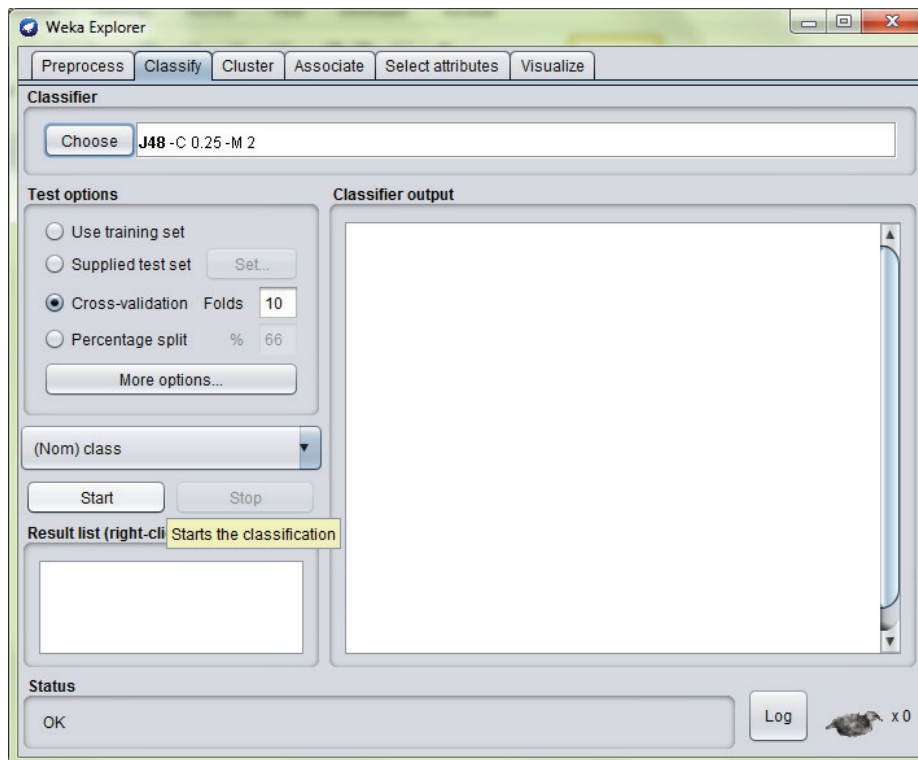 Weka Explorer
Preprocess Classify Cluster Associate Select attributes Visualize
Classifier
Choose J48 -C 0.25 -M 2
Test options
Use training set
Supplied test set Set...
Cross-validation Folds 10
Percentage split % 66
More options...
(Nom) class
Start Stop
Result list (right-cli
Starts the classification
Classifier output
Status
OK
Log x 0